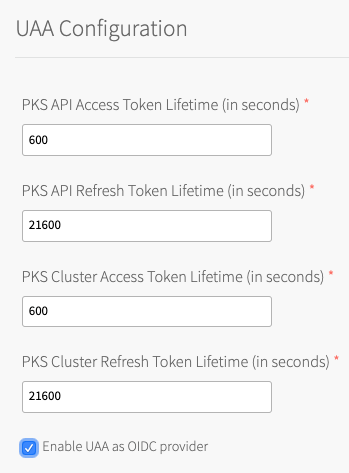 UAA Configuration
PKS API Access Token Lifetime (in seconds) *
600
PKS API Refresh Token Lifetime (in seconds) *
21600
PKS Cluster Access Token Lifetime (in seconds) *
600
PKS Cluster Refresh Token Lifetime (in seconds) *
21600
Enable UAA as OIDC provider